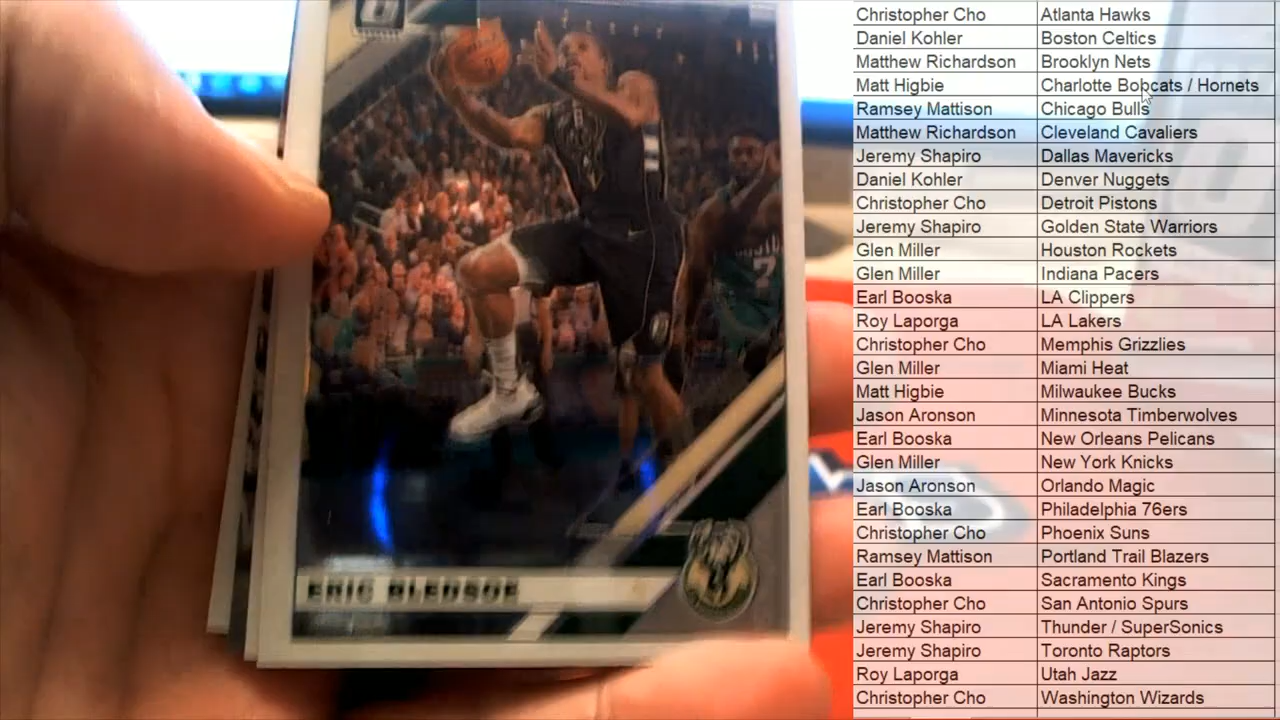 ERIC BLEDSOE
Christopher Cho Atlanta Hawks
Daniel Kohler Boston Celtics
Matthew Richardson Brooklyn Nets
Matt Higbie Charlotte Bobcats / Hornets
Ramsey Mattison Chicago Bulls
Matthew Richardson Cleveland Cavaliers
Jeremy Shapiro Dallas Mavericks
Daniel Kohler Denver Nuggets
Christopher Cho Detroit Pistons
Jeremy Shapiro Golden State Warriors
Glen Miller Houston Rockets
Glen Miller Indiana Pacers
Earl Booska LA Clippers
Roy Laporga LA Lakers
Christopher Cho Memphis Grizzlies
Glen Miller Miami Heat
Matt Higbie Milwaukee Bucks
Jason Aronson Minnesota Timberwolves
Earl Booska New Orleans Pelicans
Glen Miller New York Knicks
Jason Aronson Orlando Magic
Earl Booska Philadelphia 76ers
Christopher Cho Phoenix Suns
Ramsey Mattison Portland Trail Blazers
Earl Booska Sacramento Kings
Christopher Cho San Antonio Spurs
Jeremy Shapiro Thunder / SuperSonics
Jeremy Shapiro Toronto Raptors
Roy Laporga Utah Jazz
Christopher Cho Washington Wizards